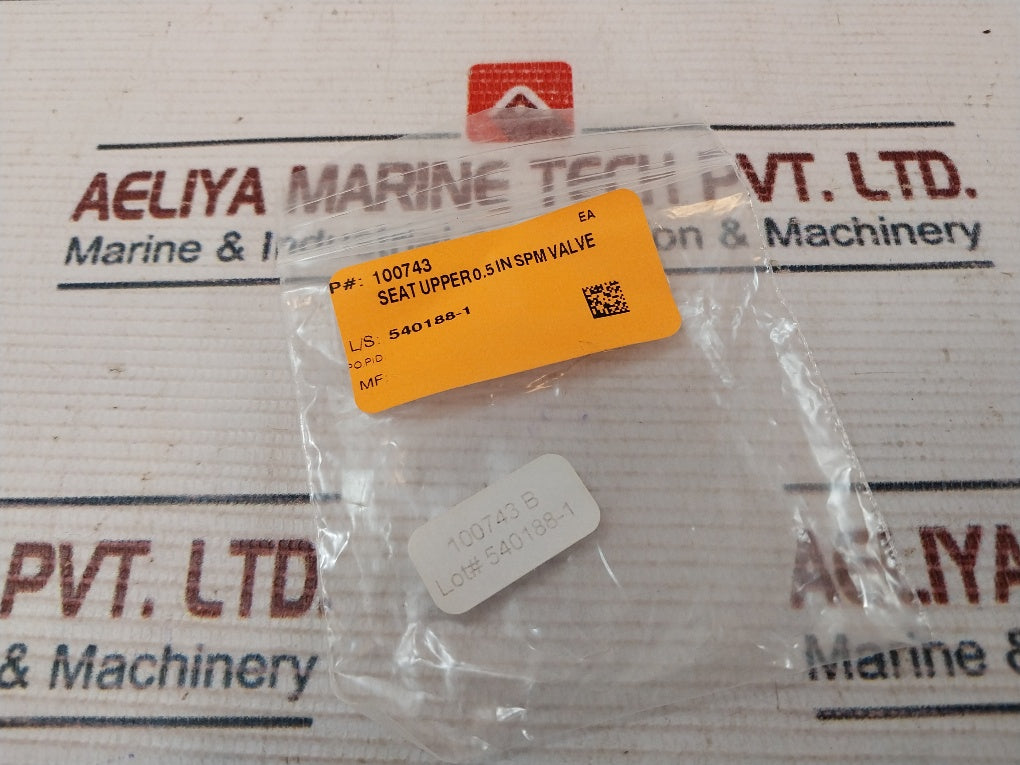 AELIYA MARINE TECH PVT. LTD.
Marine & Industrial on & Machinery
EA
P#: 100743
SEAT UPPER 0.5 IN SPM VALVE
L/S: 540188-1
PO.PID
MF:
100743 B
Lot# 540188-1
PVT. LTD.
& Machinery
AELIYA
Marine &